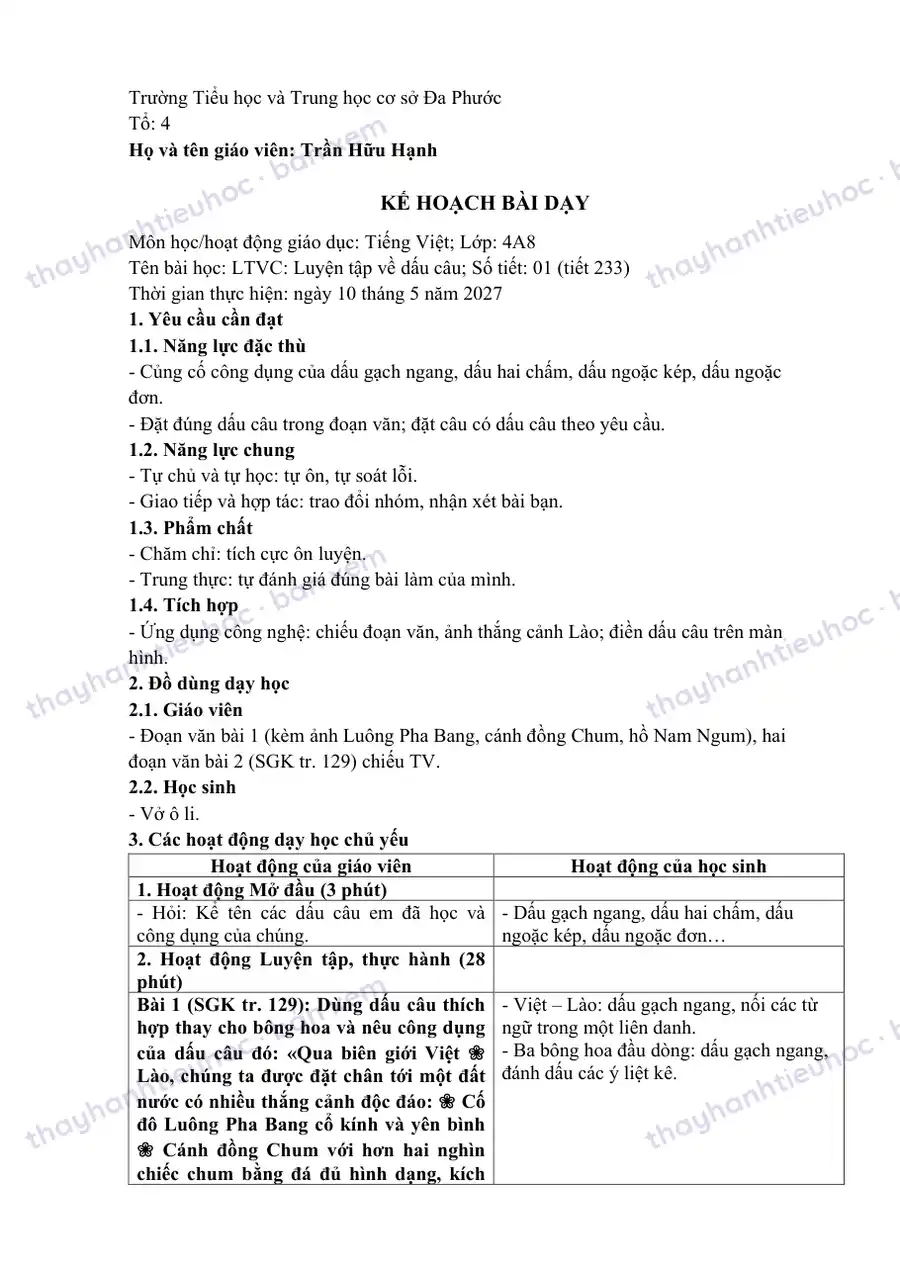 Trường Tiểu học và Trung học cơ sở Đa Phước
Tổ: 4
Họ và tên giáo viên: Trần Hữu Hạnh
KẾ HOẠCH BÀI DẠY
Môn học/hoạt động giáo dục: Tiếng Việt; Lớp: 4A8
Tên bài học: LTVC: Luyện tập về dấu câu; Số tiết: 01 (tiết 233)
Thời gian thực hiện: ngày 10 tháng 5 năm 2027
1. Yêu cầu cần đạt
1.1. Năng lực đặc thù
- Củng cố công dụng của dấu gạch ngang, dấu hai chấm, dấu ngoặc kép, dấu ngoặc
đơn.
- Đặt đúng dấu câu trong đoạn văn; đặt câu có dấu câu theo yêu cầu.
1.2. Năng lực chung
- Tự chủ và tự học: tự ôn, tự soát lỗi.
- Giao tiếp và hợp tác: trao đổi nhóm, nhận xét bài bạn.
1.3. Phẩm chất
- Chăm chỉ: tích cực ôn luyện.
- Trung thực: tự đánh giá đúng bài làm của mình.
1.4. Tích hợp
- Ứng dụng công nghệ: chiếu đoạn văn, ảnh thắng cảnh Lào; điền dấu câu trên màn
hình.
2. Đồ dùng dạy học
2.1. Giáo viên
- Đoạn văn bài 1 (kèm ảnh Luông Pha Bang, cánh đồng Chum, hồ Nam Ngum), hai
đoạn văn bài 2 (SGK tr. 129) chiếu TV.
2.2. Học sinh
- Vở ô li.
3. Các hoạt động dạy học chủ yếu
Hoạt động của giáo viên
Hoạt động của học sinh
1. Hoạt động Mở đầu (3 phút)
- Hỏi: Kể tên các dấu câu em đã học và
công dụng của chúng.
- Dấu gạch ngang, dấu hai chấm, dấu
ngoặc kép, dấu ngoặc đơn…
2. Hoạt động Luyện tập, thực hành (28
phút)
Bài 1 (SGK tr. 129): Dùng dấu câu thích
hợp thay cho bông hoa và nêu công dụng
của dấu câu đó: «Qua biên giới Việt ❀
Lào, chúng ta được đặt chân tới một đất
nước có nhiều thắng cảnh độc đáo: ❀ Cố
đô Luông Pha Bang cổ kính và yên bình
❀ Cánh đồng Chum với hơn hai nghìn
chiếc chum bằng đá đủ hình dạng, kích
- Việt – Lào: dấu gạch ngang, nối các từ
ngữ trong một liên danh.
- Ba bông hoa đầu dòng: dấu gạch ngang,
đánh dấu các ý liệt kê.
thayhanhtieuhoc · bản xem
thayhanhtieuhoc · b
thayhanhtieuhoc · bản xem
thayhanhtieuhoc · b
thayhanhtieuhoc · bản xem
thayhanhtieuhoc · b